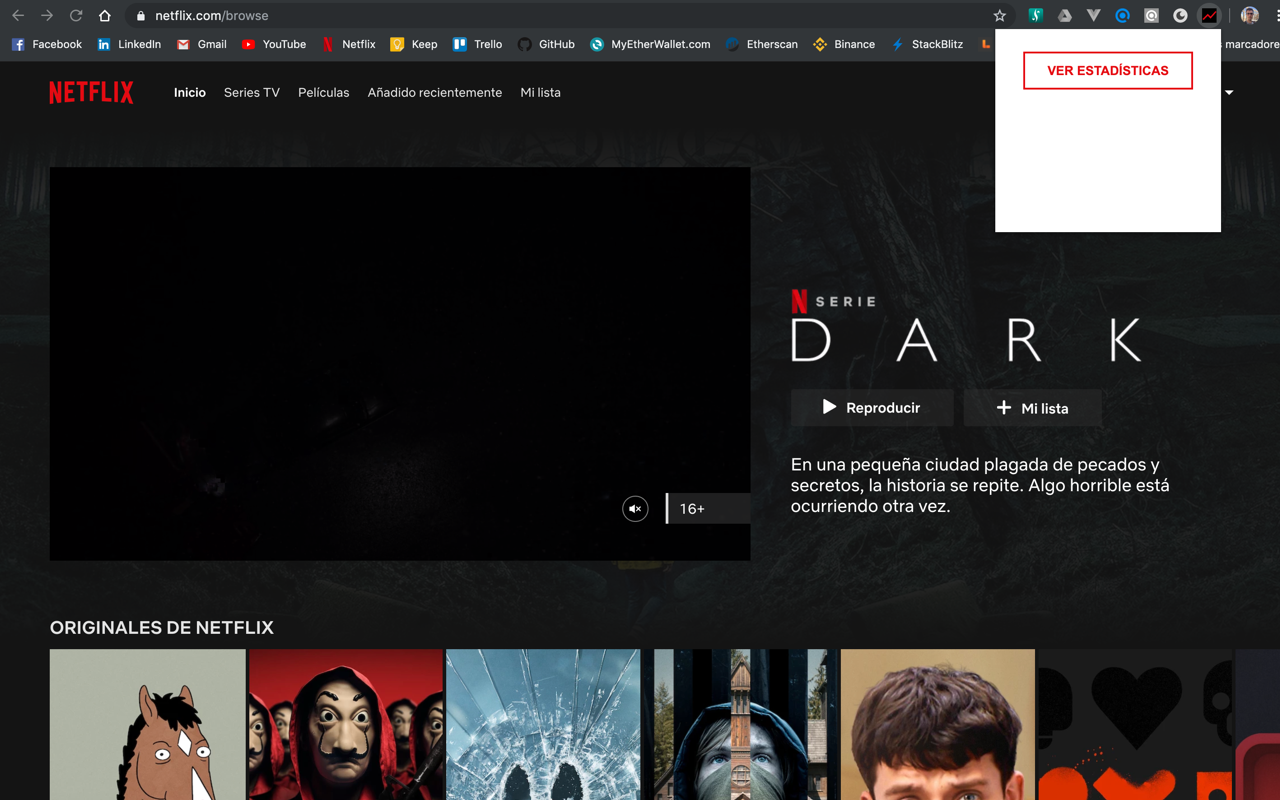 netflix.com/browse
Facebook LinkedIn Gmail YouTube Netflix Keep Trello GitHub MyEtherWallet.com Etherscan Binance StackBlitz marcadore
VER ESTADÍSTICAS
NETFLIX Inicio Series TV Películas Añadido recientemente Mi lista
N SERIE
DARK
Reproducir Mi lista
En una pequeña ciudad plagada de pecados y
secretos, la historia se repite. Algo horrible está
ocurriendo otra vez.
16+
ORIGINALES DE NETFLIX